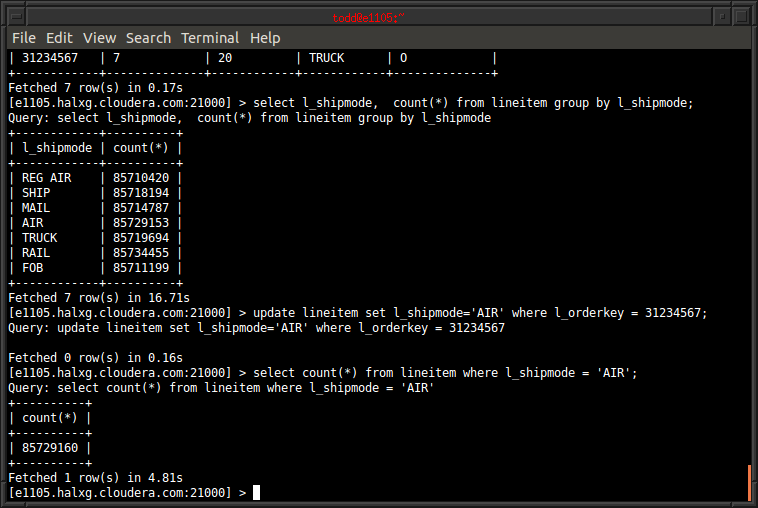 todd@e1105:~
File Edit View Search Terminal Help
| 31234567   | 7           | 20         | TRUCK      | O            |
+------------+-------------+------------+------------+--------------+
Fetched 7 row(s) in 0.17s
[e1105.halxg.cloudera.com:21000] > select l_shipmode,  count(*) from lineitem group by l_shipmode;
Query: select l_shipmode,  count(*) from lineitem group by l_shipmode
+------------+----------+
| l_shipmode | count(*) |
+------------+----------+
| REG AIR    | 85710420 |
| SHIP       | 85718194 |
| MAIL       | 85714787 |
| AIR        | 85729153 |
| TRUCK      | 85719694 |
| RAIL       | 85734455 |
| FOB        | 85711199 |
+------------+----------+
Fetched 7 row(s) in 16.71s
[e1105.halxg.cloudera.com:21000] > update lineitem set l_shipmode='AIR' where l_orderkey = 31234567;
Query: update lineitem set l_shipmode='AIR' where l_orderkey = 31234567
Fetched 0 row(s) in 0.16s
[e1105.halxg.cloudera.com:21000] > select count(*) from lineitem where l_shipmode = 'AIR';
Query: select count(*) from lineitem where l_shipmode = 'AIR'
+----------+
| count(*) |
+----------+
| 85729160 |
+----------+
Fetched 1 row(s) in 4.81s
[e1105.halxg.cloudera.com:21000] >